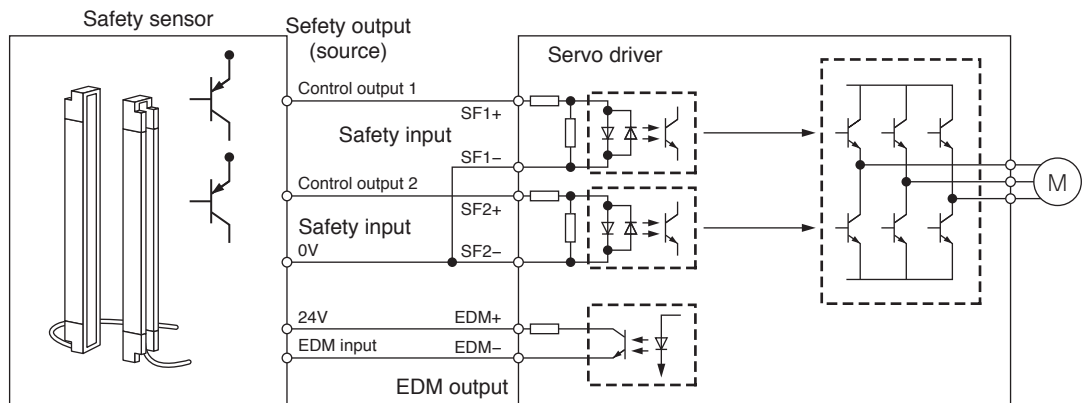 Safety sensor
Sefety output
(source)
Servo driver
Control output 1
SF1+
Safety input
SF1−
Control output 2
SF2+
Safety input
0V
SF2−
M
24V
EDM+
EDM input
EDM−
EDM output